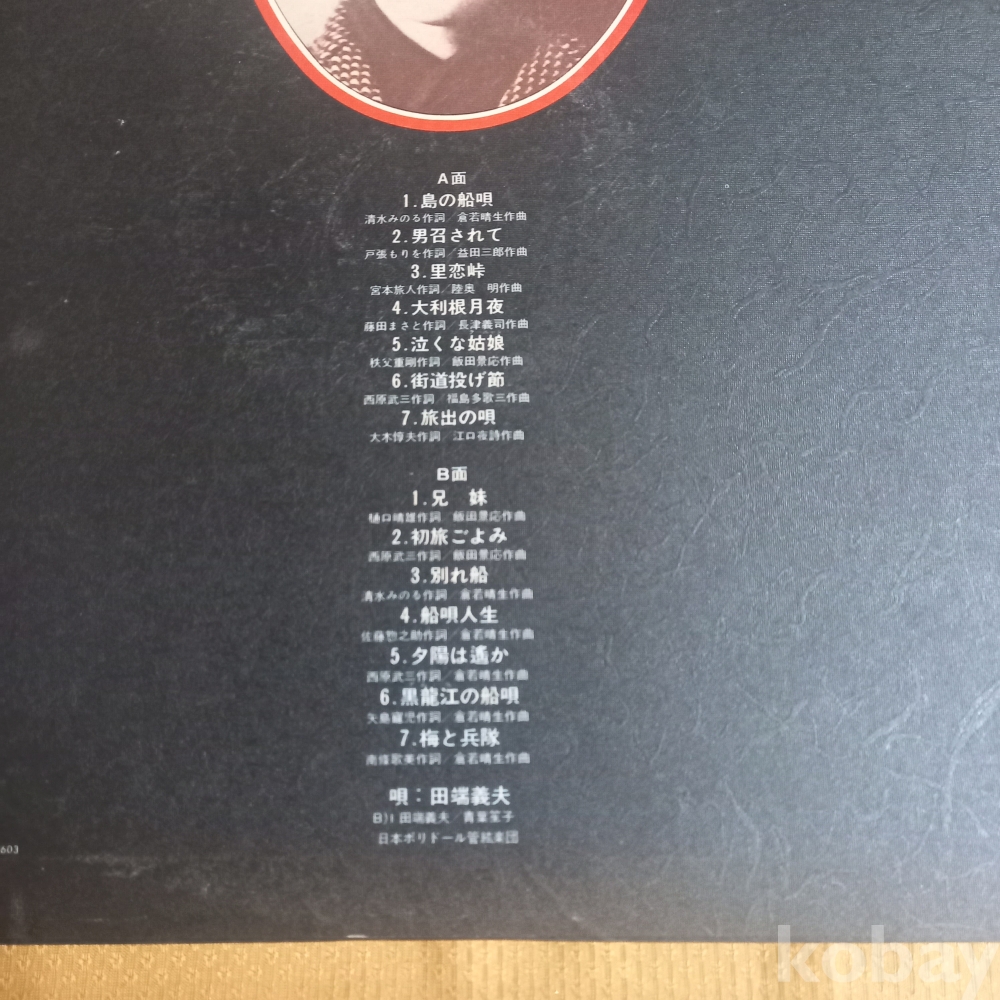 A面
1.島の船唄
清水みのる作詞/倉若晴生作曲
2.男召されて
戸張もりを作詞/益田三郎作曲
3.里恋峠
宮本旅人作詞/陸奥 明作曲
4.大利根月夜
藤田まさと作詞/長津義司作曲
5.泣くな姑娘
秩父重剛作詞/飯田景応作曲
6.街道投げ節
西原武三作詞/福島多歌三作曲
7.旅出の唄
大木惇夫作詞/江口夜詩作曲
B面
1.兄 妹
樋口晴雄作詞/飯田景応作曲
2.初旅ごよみ
西原武三作詞/飯田景応作曲
3.別れ船
清水みのる作詞/倉若晴生作曲
4.船唄人生
佐藤惣之助作詞/倉若晴生作曲
5.夕陽は遙か
西原武三作詞/倉若晴生作曲
6.黒龍江の船唄
矢島寵児作詞/倉若晴生作曲
7.梅と兵隊
南條歌美作詞/倉若晴生作曲
唄:田端義夫
B)1田端義夫/青葉笙子
日本ポリドール管絃楽団
603
kobay